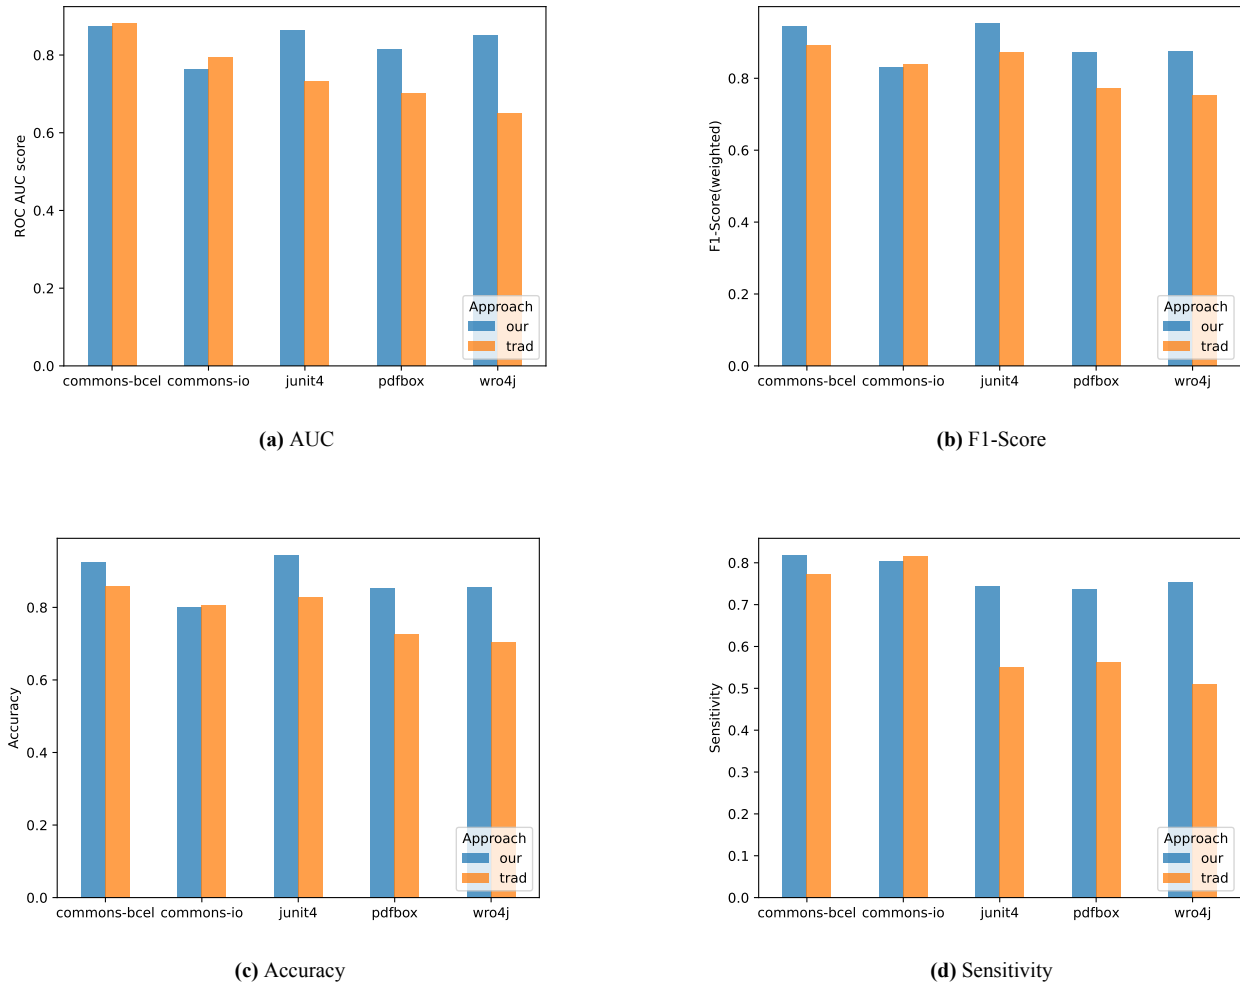 0.8
0.6
0.4
0.2
0.0
ROC AUC score
Approach
our
trad
commons-bcel commons-io junit4 pdfbox wro4j
(a) AUC
0.8
0.6
0.4
0.2
0.0
F1-Score(weighted)
Approach
our
trad
commons-bcel commons-io junit4 pdfbox wro4j
(b) F1-Score
0.8
0.6
0.4
0.2
0.0
Accuracy
Approach
our
trad
commons-bcel commons-io junit4 pdfbox wro4j
(c) Accuracy
0.8
0.7
0.6
0.5
0.4
0.3
0.2
0.1
0.0
Sensitivity
Approach
our
trad
commons-bcel commons-io junit4 pdfbox wro4j
(d) Sensitivity